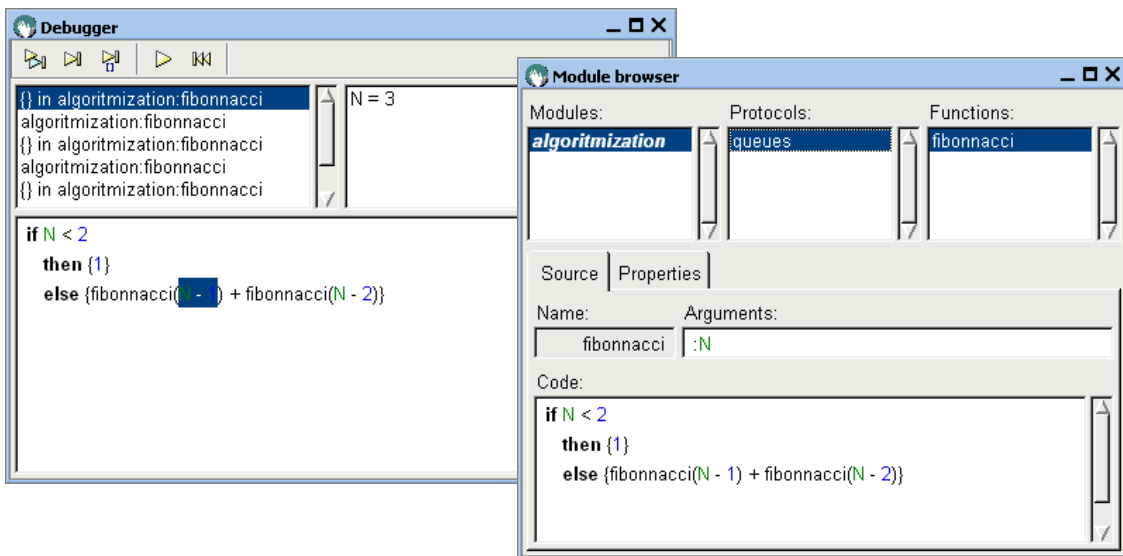 Debugger
{} in algoritmization:fibonnacci
algoritmization:fibonnacci
{} in algoritmization:fibonnacci
algoritmization:fibonnacci
{} in algoritmization:fibonnacci
N = 3
if N < 2
then {1}
else {fibonnacci(N - 1) + fibonnacci(N - 2)}
Module browser
Modules:
Protocols:
Functions:
algoritmization
queues
fibonnacci
Source
Properties
Name:
Arguments:
fibonnacci
:N
Code:
if N < 2
then {1}
else {fibonnacci(N - 1) + fibonnacci(N - 2)}